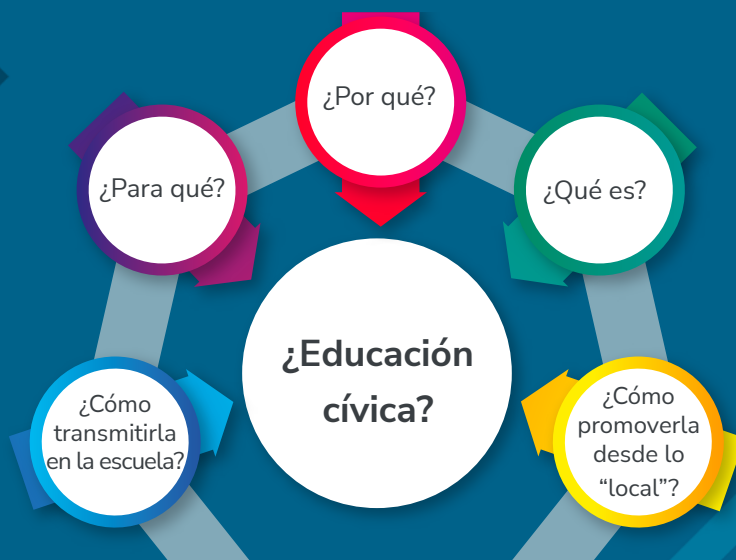 ¿Por qué?
¿Para qué?
¿Qué es?
¿Educación
cívica?
¿Cómo
transmitirla
en la escuela?
¿Cómo
promoverla
desde lo
“local”?